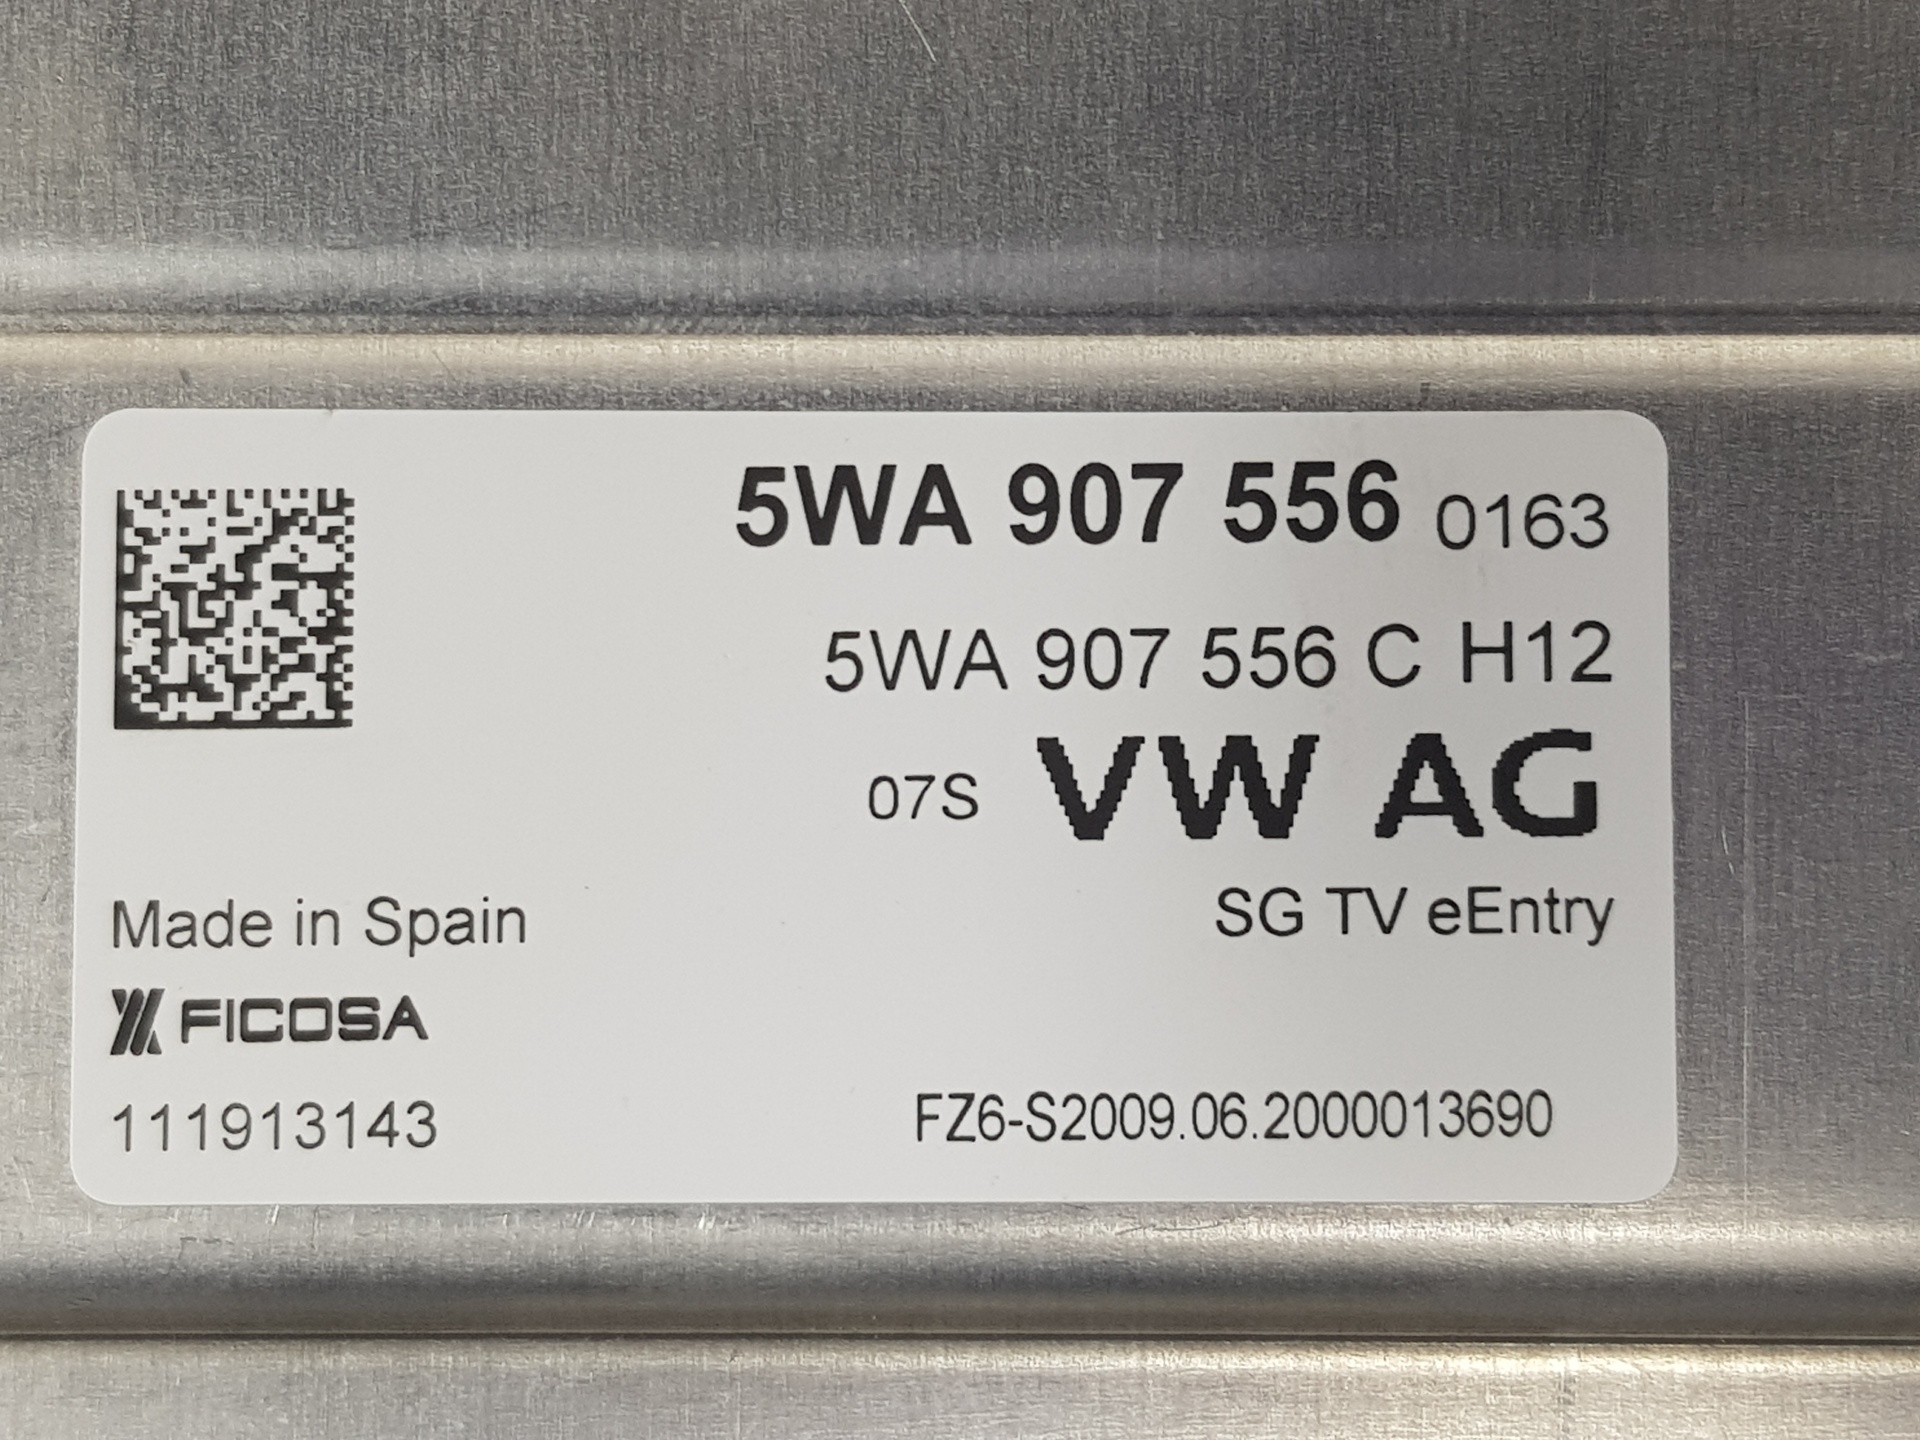 5WA 907 556 0163
5WA 907 556 C H12
07S VW AG
Made in Spain
SG TV eEntry
FICOSA
111913143
FZ6-S2009.06.2000013690